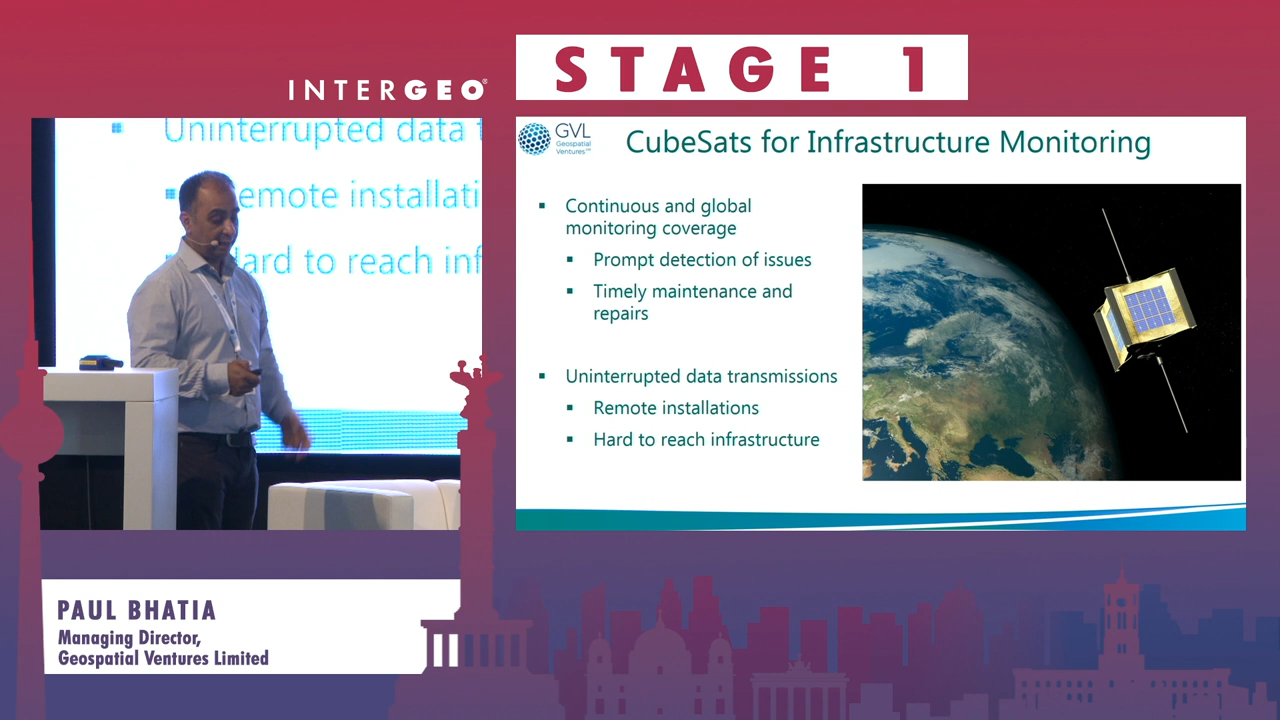 INTERGEO®
STAGE 1
Uninterrupted data
emote installati
ard to reach inf
GVL
Geospatial
Ventures
CubeSats for Infrastructure Monitoring
▪ Continuous and global
monitoring coverage
▪ Prompt detection of issues
▪ Timely maintenance and
repairs
▪ Uninterrupted data transmissions
▪ Remote installations
▪ Hard to reach infrastructure
PAUL BHATIA
Managing Director,
Geospatial Ventures Limited